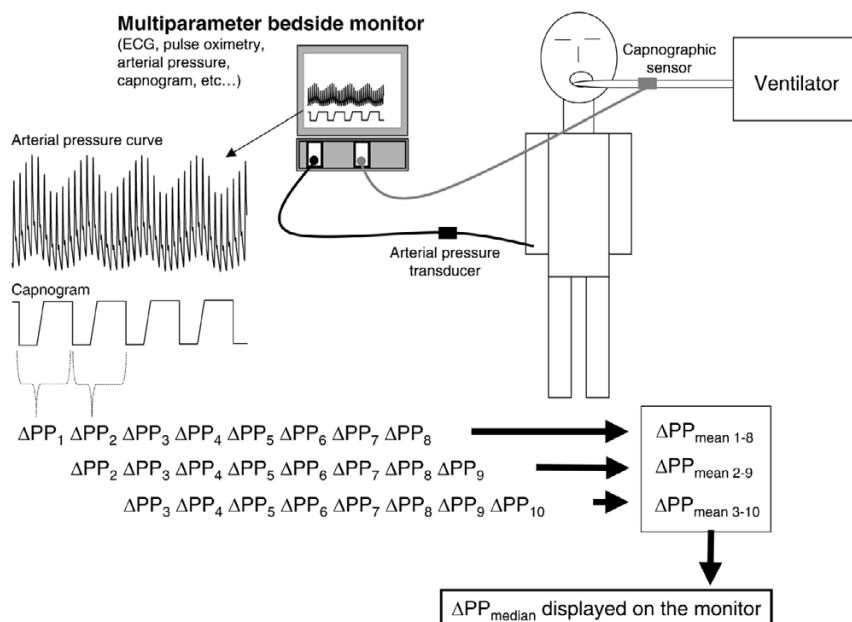 Multiparameter bedside monitor
(ECG, pulse oximetry,
arterial pressure,
capnogram, etc…)
Capnographic
sensor
Ventilator
Arterial pressure curve
Arterial pressure
transducer
Capnogram
ΔPP₁ ΔPP₂ ΔPP₃ ΔPP₄ ΔPP₅ ΔPP₆ ΔPP₇ ΔPP₈
ΔPPmean 1-8
ΔPP₂ ΔPP₃ ΔPP₄ ΔPP₅ ΔPP₆ ΔPP₇ ΔPP₈ ΔPP₉
ΔPPmean 2-9
ΔPP₃ ΔPP₄ ΔPP₅ ΔPP₆ ΔPP₇ ΔPP₈ ΔPP₉ ΔPP₁₀
ΔPPmean 3-10
ΔPPmedian displayed on the monitor